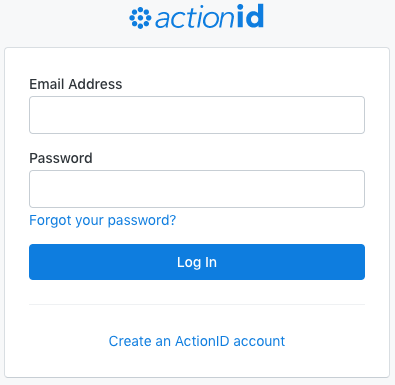 actionid
Email Address
Password
Forgot your password?
Log In
Create an ActionID account